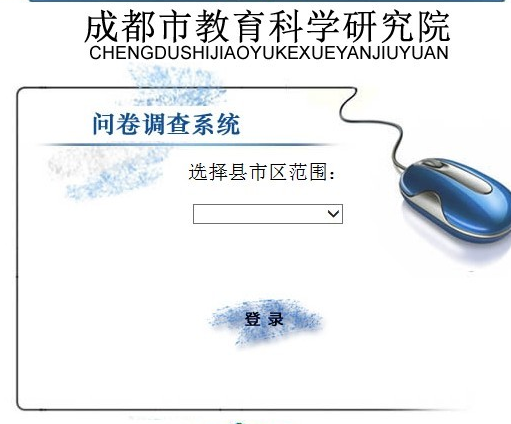 成都市教育科学研究院
CHENGDUSHIJIAOYUKEXUEYANJIUYUAN
问卷调查系统
选择县市区范围：
登 录